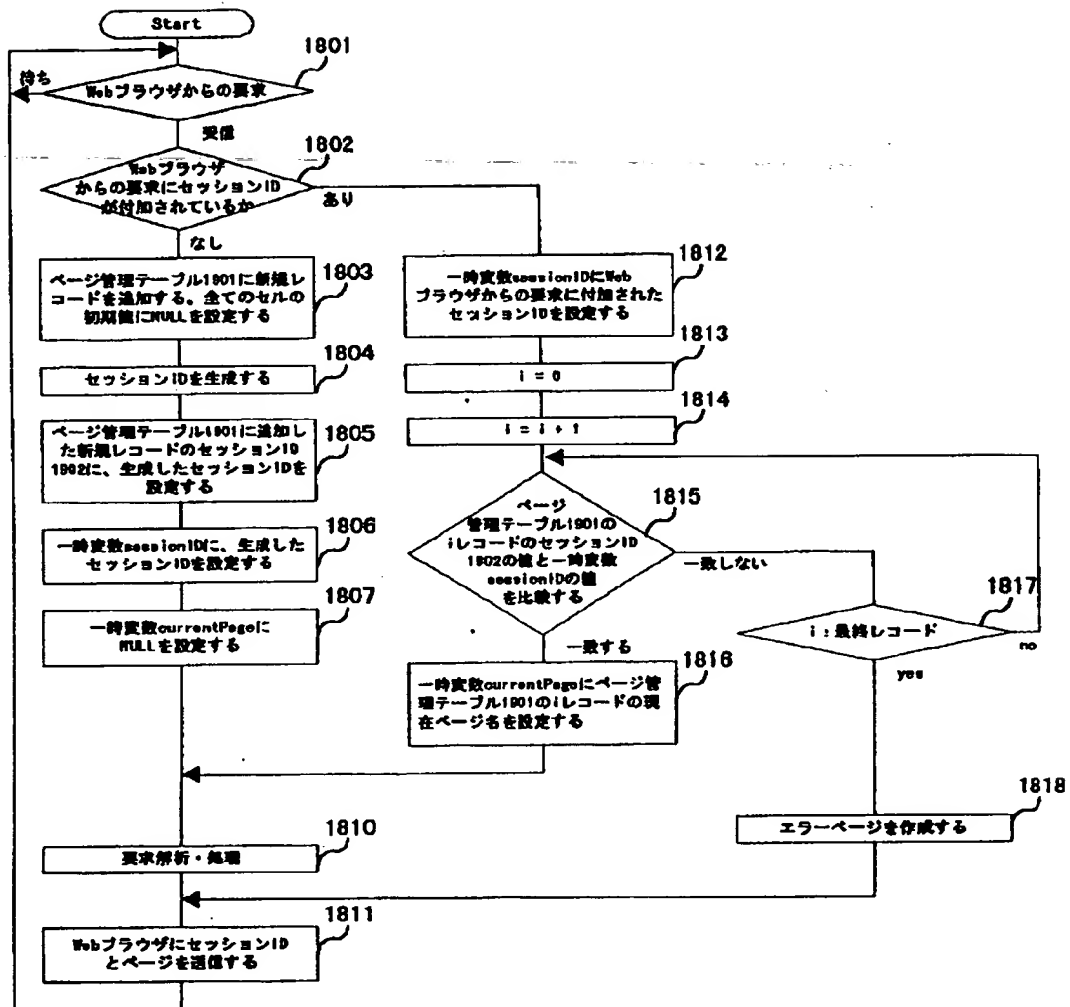 Start
1801
待ち
Webブラウザからの要求
受信
1802
Webブラウザ
からの要求にセッションID
が付加されているか
あり
なし
1803
ページ管理テーブル1901に新規レ
コードを追加する、全てのセルの
初期値にNULLを設定する
1804
セッションIDを生成する
1805
ページ管理テーブル1901に追加し
た新規レコードのセッションID
1902に、生成したセッションIDを
設定する
1806
一時変数sessionIDに、生成した
セッションIDを設定する
1807
一時変数currentPageに
NULLを設定する
1812
一時変数sessionIDにWeb
ブラウザからの要求に付加された
セッションIDを設定する
1813
i = 0
1814
i = i + 1
1815
ページ
管理テーブル1901の
iレコードのセッションID
1902の値と一時変数
sessionIDの値
を比較する
一致しない
1817
i：最終レコード
no
yes
一致する
1816
一時変数currentPageにページ管
理テーブル1901のiレコードの現
在ページ名を設定する
1818
エラーページを作成する
1810
要求解析・処理
1811
WebブラウザにセッションID
とページを送信する